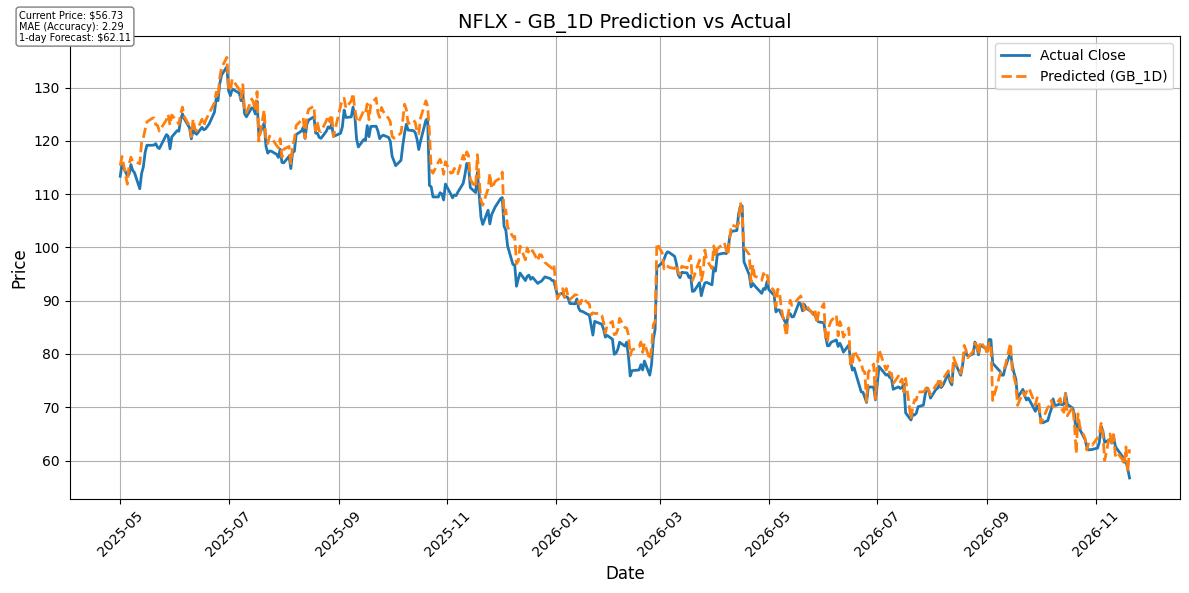 Current Price: $56.73
MAE (Accuracy): 2.29
1-day Forecast: $62.11
NFLX - GB_1D Prediction vs Actual
Actual Close
Predicted (GB_1D)
Price
130
120
110
100
90
80
70
60
2025-05
2025-07
2025-09
2025-11
2026-01
2026-03
2026-05
2026-07
2026-09
2026-11
Date